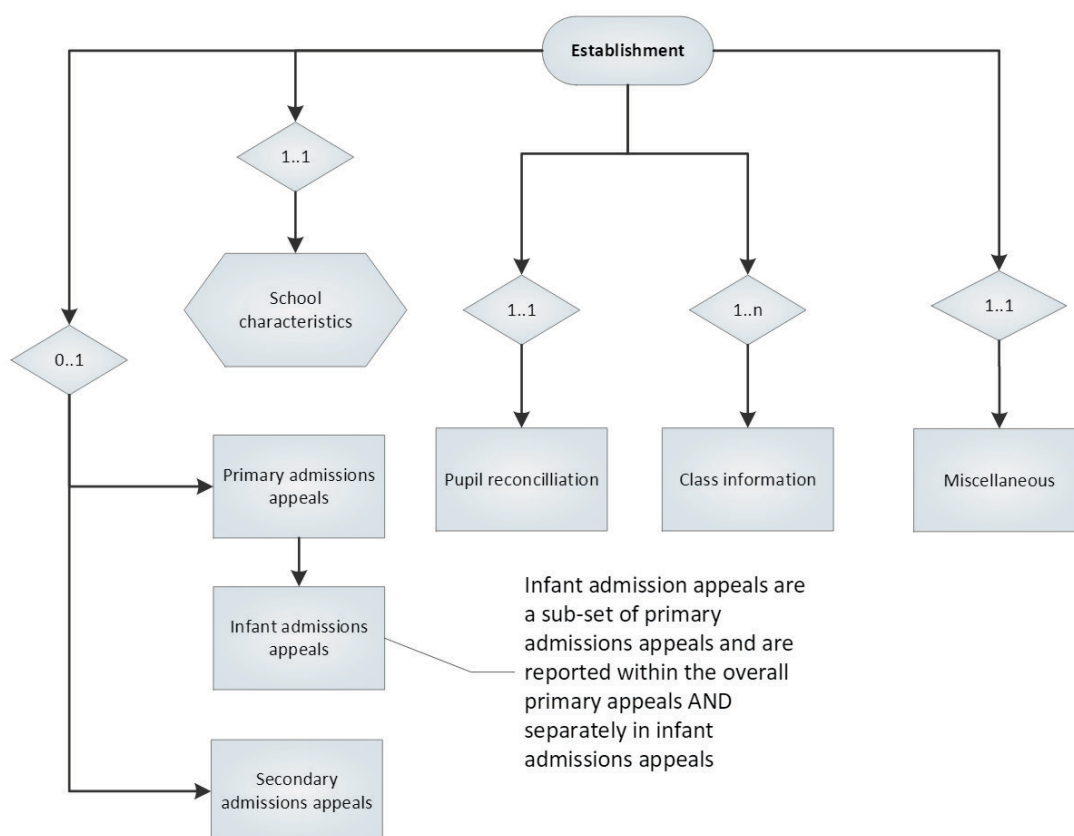 Establishment
1..1
School
characteristics
0..1
1..1
1..n
1..1
Primary admissions
appeals
Pupil reconcilliation
Class information
Miscellaneous
Infant admissions
appeals
Infant admission appeals are
a sub-set of primary
admissions appeals and are
reported within the overall
primary appeals AND
separately in infant
admissions appeals
Secondary
admissions appeals